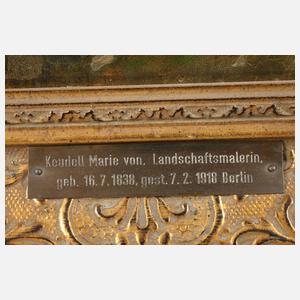 Keudell Marie von, Landschaftsmalerin,
geb. 16. 7. 1838, gest. 7. 2. 1918 Berlin